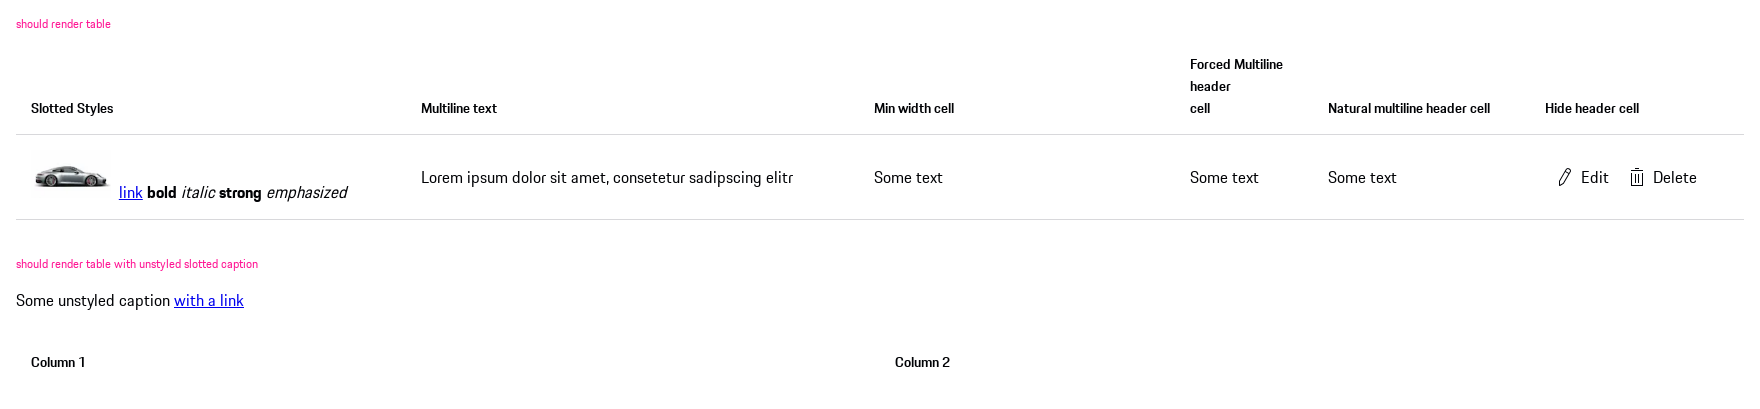 should render table
Forced Multiline
header
Slotted Styles Multiline text Min width cell cell Natural multiline header cell Hide header cell
link bold italic strong emphasized Lorem ipsum dolor sit amet, consetetur sadipscing elitr Some text Some text Some text Edit Delete
should render table with unstyled slotted caption
Some unstyled caption with a link
Column 1 Column 2